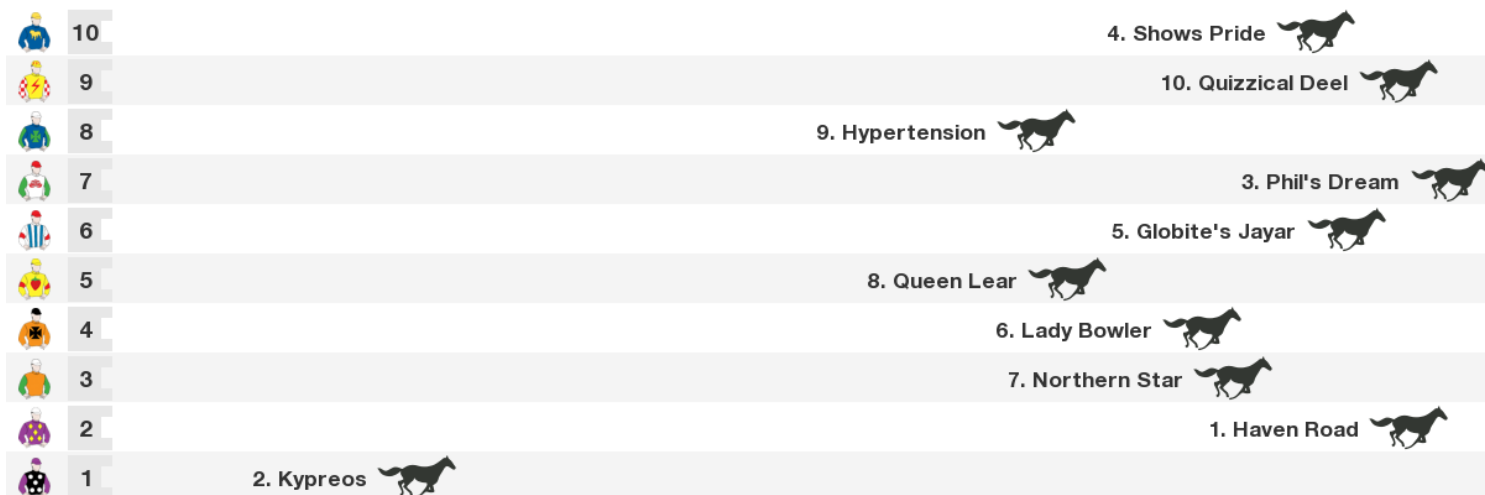 10 4. Shows Pride
9 10. Quizzical Deel
8 9. Hypertension
7 3. Phil's Dream
6 5. Globite's Jayar
5 8. Queen Lear
4 6. Lady Bowler
3 7. Northern Star
2 1. Haven Road
1 2. Kypreos